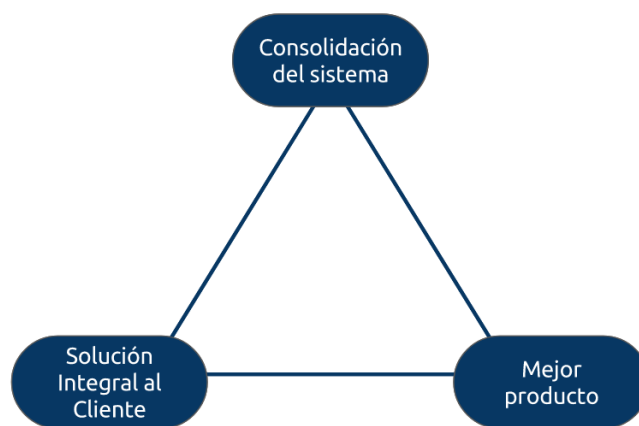 Consolidación
del sistema
Solución
Integral al
Cliente
Mejor
producto